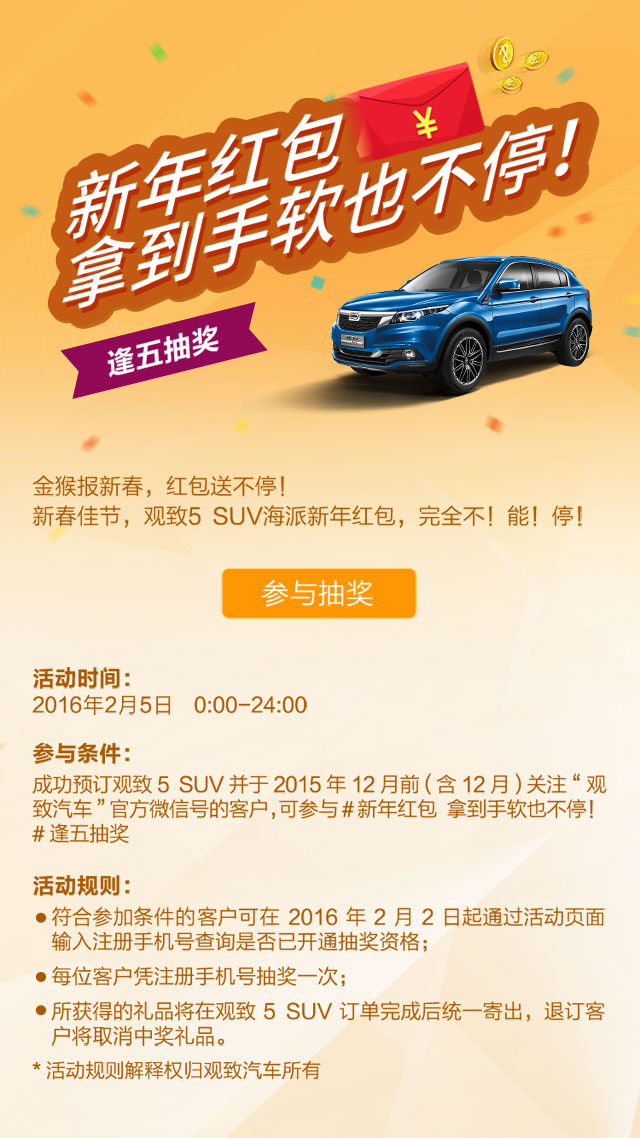 新年红包
拿到手软也不停！
逢五抽奖
金猴报新春，红包送不停！
新春佳节，观致5 SUV海派新年红包，完全不！能！停！
参与抽奖
活动时间：
2016年2月5日 0:00-24:00
参与条件：
成功预订观致 5 SUV 并于 2015 年 12 月前（含 12 月）关注“观
致汽车”官方微信号的客户，可参与 # 新年红包 拿到手软也不停！
# 逢五抽奖
活动规则：
● 符合参加条件的客户可在 2016 年 2 月 2 日起通过活动页面
输入注册手机号查询是否已开通抽奖资格；
● 每位客户凭注册手机号抽奖一次；
● 所获得的礼品将在观致 5 SUV 订单完成后统一寄出，退订客
户将取消中奖礼品。
* 活动规则解释权归观致汽车所有